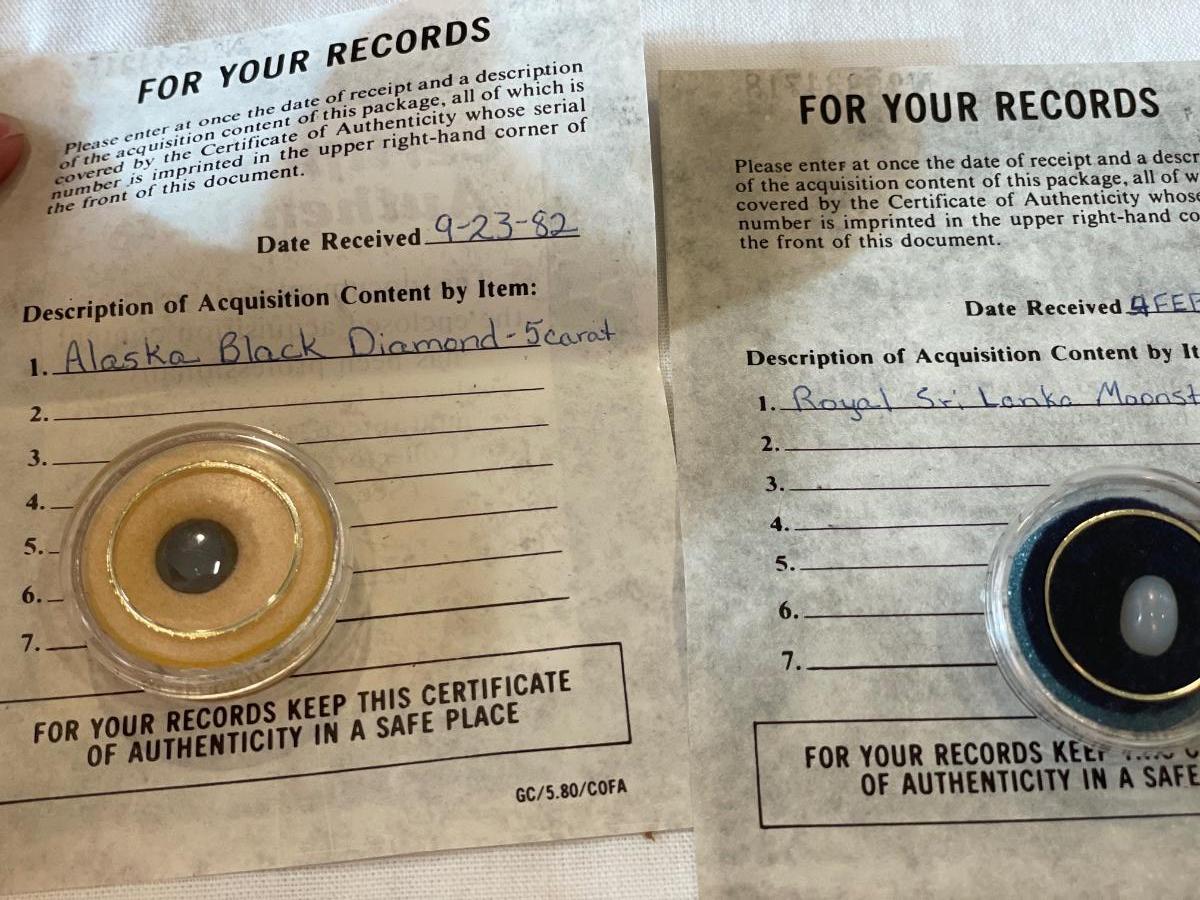 FOR YOUR RECORDS
Please enter at once the date of receipt and a description
of the acquisition content of this package, all of which is
covered by the Certificate of Authenticity whose serial
number is imprinted in the upper right-hand corner of
the front of this document.
Date Received 9-23-82
Description of Acquisition Content by Item:
1. Alaska Black Diamond - 5carat
2.
3.
4.
5.
6.
7.
FOR YOUR RECORDS KEEP THIS CERTIFICATE
OF AUTHENTICITY IN A SAFE PLACE
GC/5.80/COFA
FOR YOUR RECORDS
Please enter at once the date of receipt and a descr
of the acquisition content of this package, all of w
covered by the Certificate of Authenticity whose
number is imprinted in the upper right-hand co
the front of this document.
Date Received 4 FEB
Description of Acquisition Content by It
1. Royal Sri Lanka Moonst
2.
3.
4.
5.
6.
7.
FOR YOUR RECORDS KEEP
OF AUTHENTICITY IN A SAFE